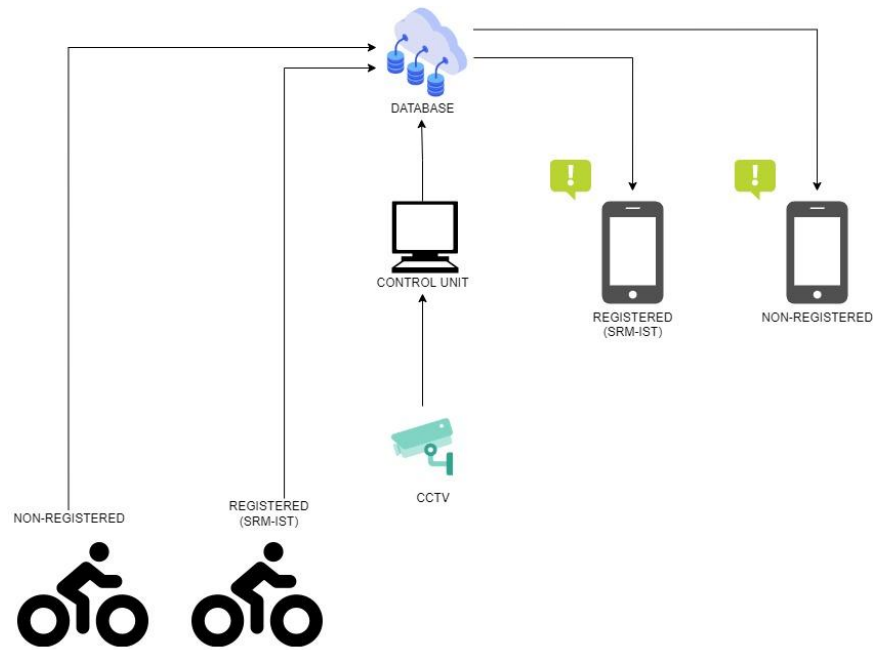 DATABASE
CONTROL UNIT
REGISTERED
(SRM-IST)
NON-REGISTERED
CCTV
NON-REGISTERED
REGISTERED
(SRM-IST)